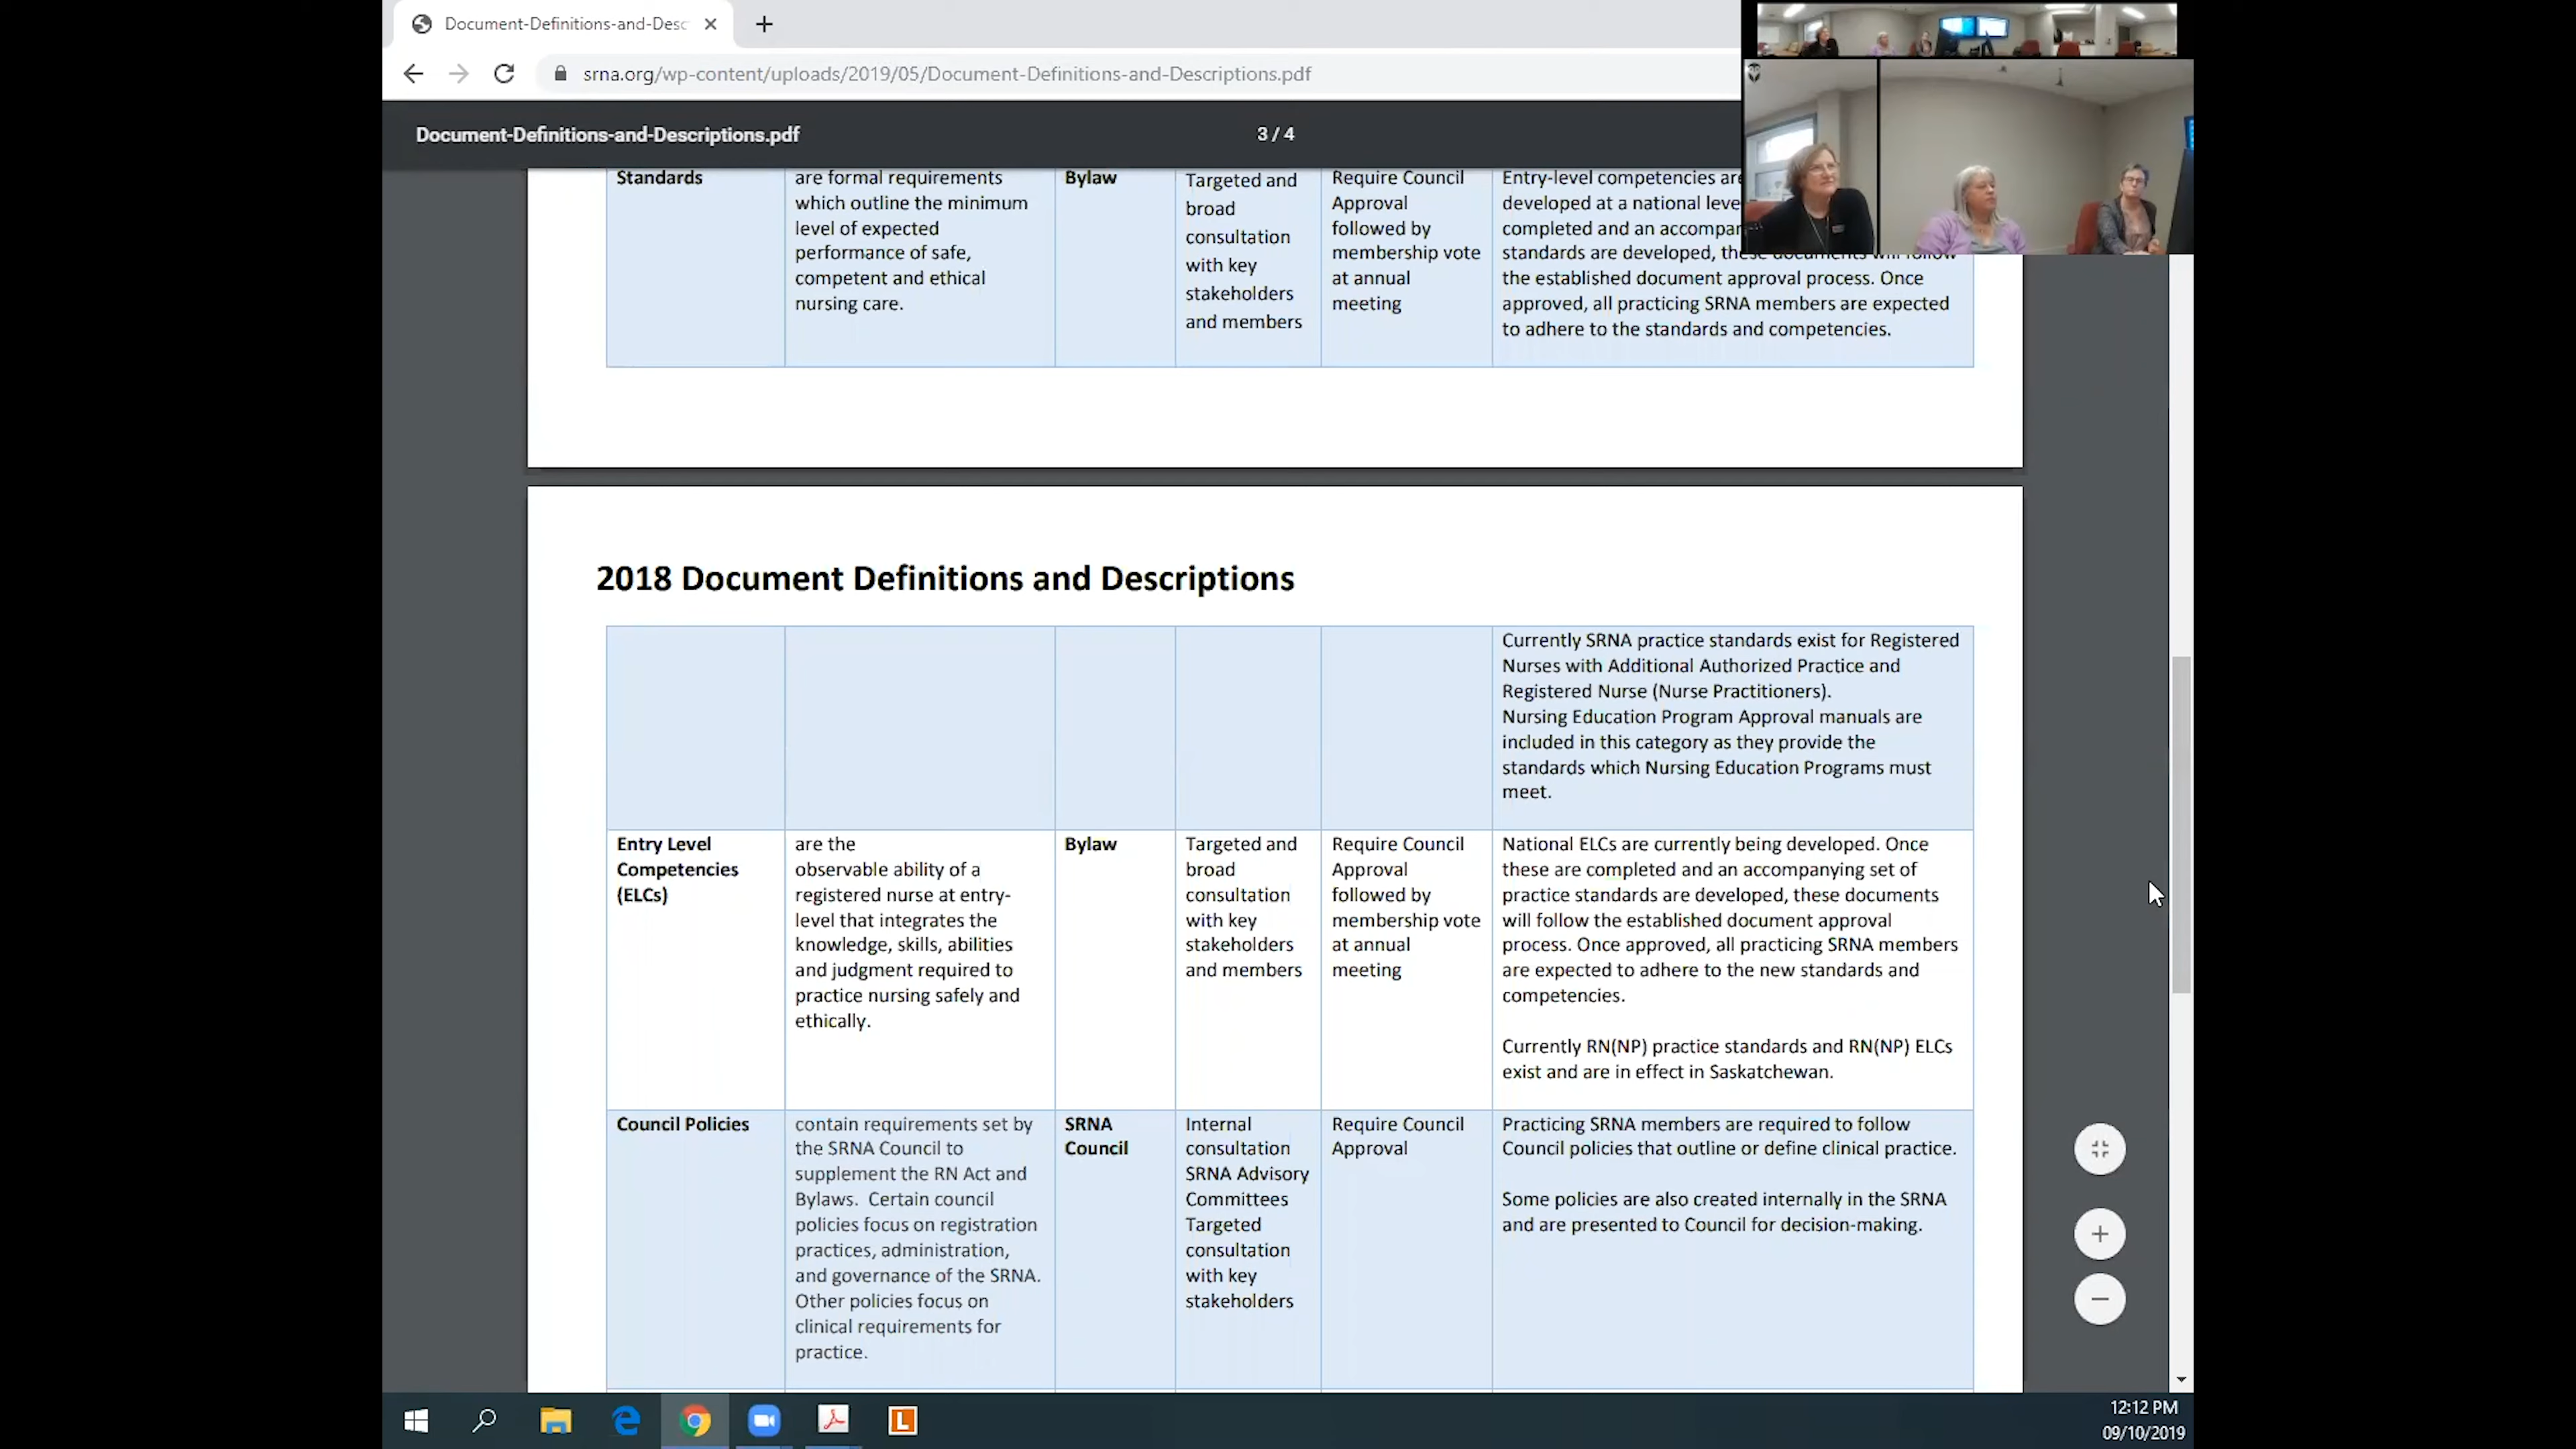 Document-Definitions-and-Desc
srna.org/wp-content/uploads/2019/05/Document-Definitions-and-Descriptions.pdf
Document-Definitions-and-Descriptions.pdf
3 / 4
Standards
are formal requirements
which outline the minimum
level of expected
performance of safe,
competent and ethical
nursing care.
Bylaw
Targeted and
broad
consultation
with key
stakeholders
and members
Require Council
Approval
followed by
membership vote
at annual
meeting
Entry-level competencies are
developed at a national leve
completed and an accompan
standards are developed, these documents will follow
the established document approval process. Once
approved, all practicing SRNA members are expected
to adhere to the standards and competencies.
2018 Document Definitions and Descriptions
Currently SRNA practice standards exist for Registered
Nurses with Additional Authorized Practice and
Registered Nurse (Nurse Practitioners).
Nursing Education Program Approval manuals are
included in this category as they provide the
standards which Nursing Education Programs must
meet.
Entry Level
Competencies
(ELCs)
are the
observable ability of a
registered nurse at entry-
level that integrates the
knowledge, skills, abilities
and judgment required to
practice nursing safely and
ethically.
Bylaw
Targeted and
broad
consultation
with key
stakeholders
and members
Require Council
Approval
followed by
membership vote
at annual
meeting
National ELCs are currently being developed. Once
these are completed and an accompanying set of
practice standards are developed, these documents
will follow the established document approval
process. Once approved, all practicing SRNA members
are expected to adhere to the new standards and
competencies.
Currently RN(NP) practice standards and RN(NP) ELCs
exist and are in effect in Saskatchewan.
Council Policies
contain requirements set by
the SRNA Council to
supplement the RN Act and
Bylaws. Certain council
policies focus on registration
practices, administration,
and governance of the SRNA.
Other policies focus on
clinical requirements for
practice.
SRNA
Council
Internal
consultation
SRNA Advisory
Committees
Targeted
consultation
with key
stakeholders
Require Council
Approval
Practicing SRNA members are required to follow
Council policies that outline or define clinical practice.
Some policies are also created internally in the SRNA
and are presented to Council for decision-making.
12:12 PM
09/10/2019